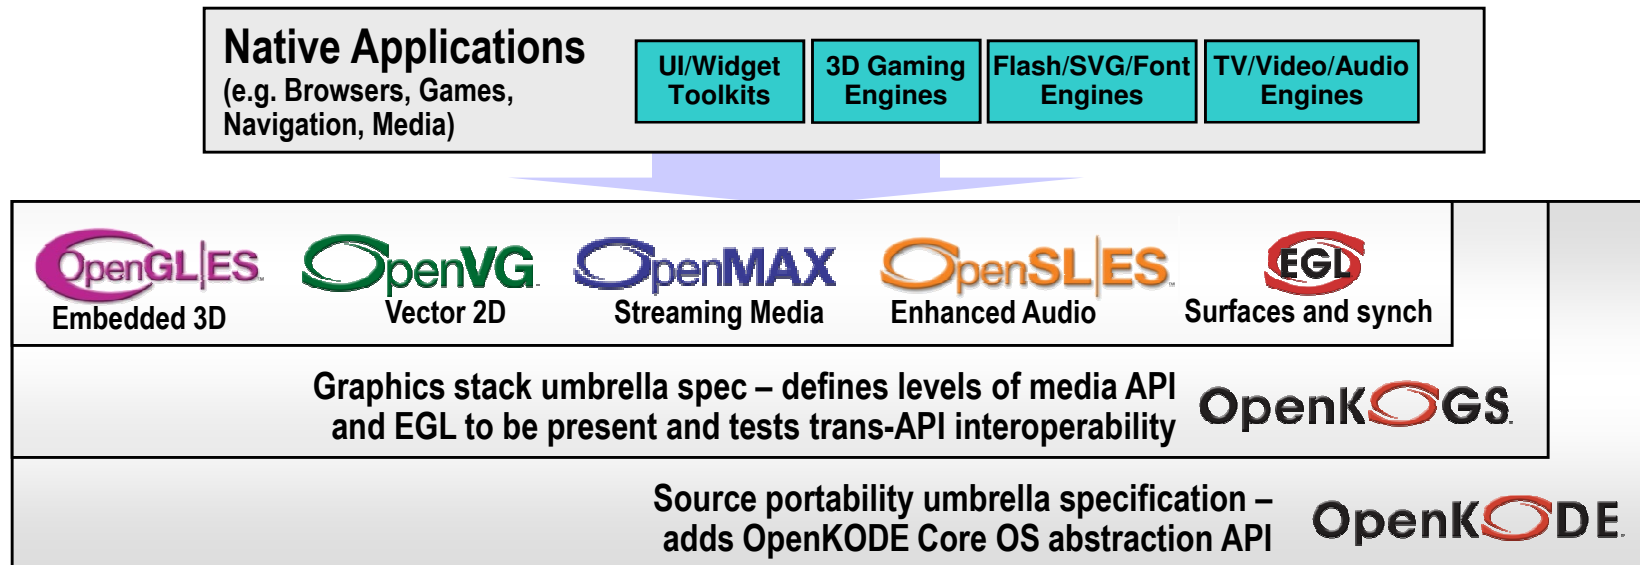 Native Applications
(e.g. Browsers, Games,
Navigation, Media)
UI/Widget
Toolkits
3D Gaming
Engines
Flash/SVG/Font
Engines
TV/Video/Audio
Engines
OpenGL|ES
Embedded 3D
OpenVG
Vector 2D
OpenMAX
Streaming Media
OpenSL|ES
Enhanced Audio
EGL
Surfaces and synch
Graphics stack umbrella spec – defines levels of media API
and EGL to be present and tests trans-API interoperability
OpenKOGS
Source portability umbrella specification –
adds OpenKODE Core OS abstraction API
OpenKODE